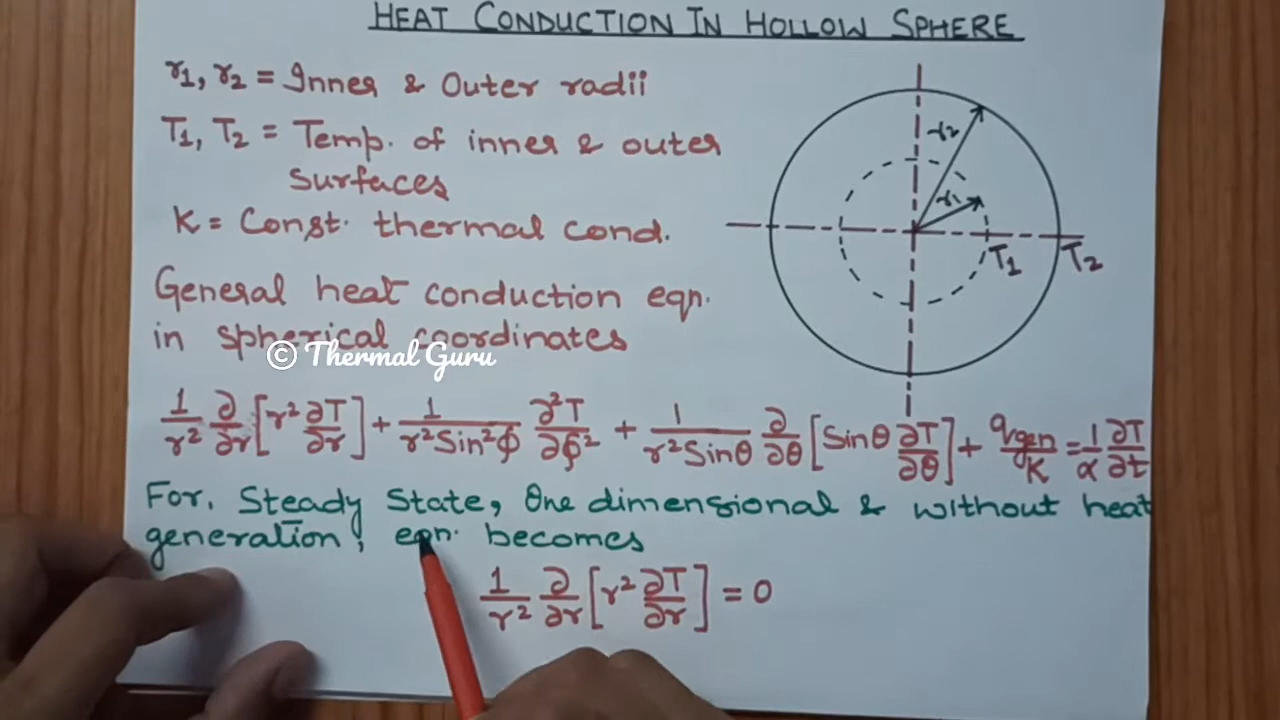 HEAT CONDUCTION IN HOLLOW SPHERE
r1, r2 = Inner & Outer radii
T1, T2 = Temp. of inner & outer
Surfaces
K = Const. thermal cond.
r2
r1
T1 T2
General heat conduction eqn.
in spherical coordinates
© Thermal Guru
1/r² ∂/∂r [r² ∂T/∂r] + 1/r² Sin²ϕ ∂²T/∂ϕ² + 1/r² Sinθ ∂/∂θ [Sinθ ∂T/∂θ] + qgen/K = 1/α ∂T/∂t
For, Steady State, One dimensional & without heat
generation, eqn. becomes
1/r² ∂/∂r [r² ∂T/∂r] = 0